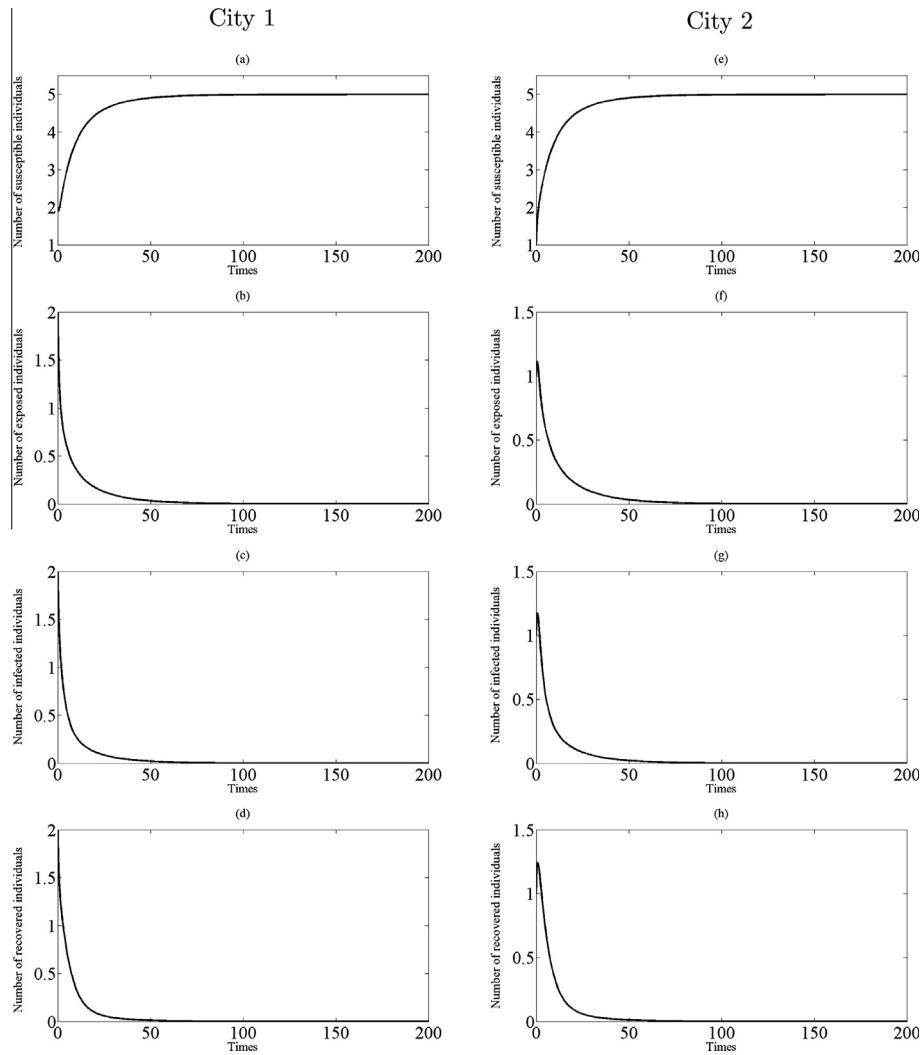 City 1
City 2
(a)
Number of susceptible individuals
5
4
3
2
1
0
50
100
150
200
Times
(e)
Number of susceptible individuals
5
4
3
2
1
0
50
100
150
200
Times
(b)
Number of exposed individuals
2
1.5
1
0.5
0
0
50
100
150
200
Times
(f)
Number of exposed individuals
1.5
1
0.5
0
0
50
100
150
200
Times
(c)
Number of infected individuals
2
1.5
1
0.5
0
0
50
100
150
200
Times
(g)
Number of infected individuals
1.5
1
0.5
0
0
50
100
150
200
Times
(d)
Number of recovered individuals
2
1.5
1
0.5
0
0
50
100
150
200
Times
(h)
Number of recovered individuals
1.5
1
0.5
0
0
50
100
150
200
Times